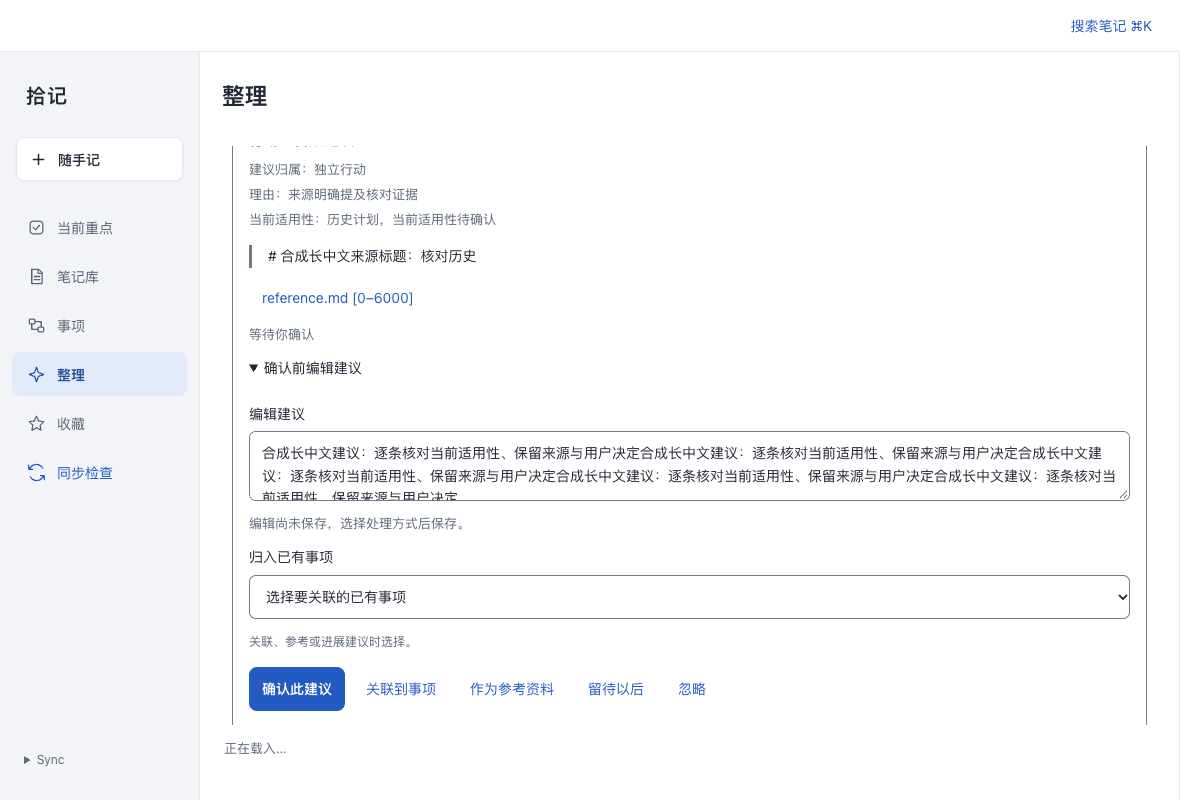 搜索笔记 ⌘K
拾记
整理
+ 随手记
当前重点
笔记库
事项
整理
收藏
同步检查
Sync
建议归属：独立行动
理由：来源明确提及核对证据
当前适用性：历史计划，当前适用性待确认
# 合成长中文来源标题：核对历史
reference.md [0–6000]
等待你确认
▼ 确认前编辑建议
编辑建议
合成长中文建议：逐条核对当前适用性、保留来源与用户决定合成长中文建议：逐条核对当前适用性、保留来源与用户决定合成长中文建
议：逐条核对当前适用性、保留来源与用户决定合成长中文建议：逐条核对当前适用性、保留来源与用户决定合成长中文建议：逐条核对当
前适用性、保留来源与用户决定
编辑尚未保存，选择处理方式后保存。
归入已有事项
选择要关联的已有事项
关联、参考或进展建议时选择。
确认此建议 关联到事项 作为参考资料 留待以后 忽略
正在载入…